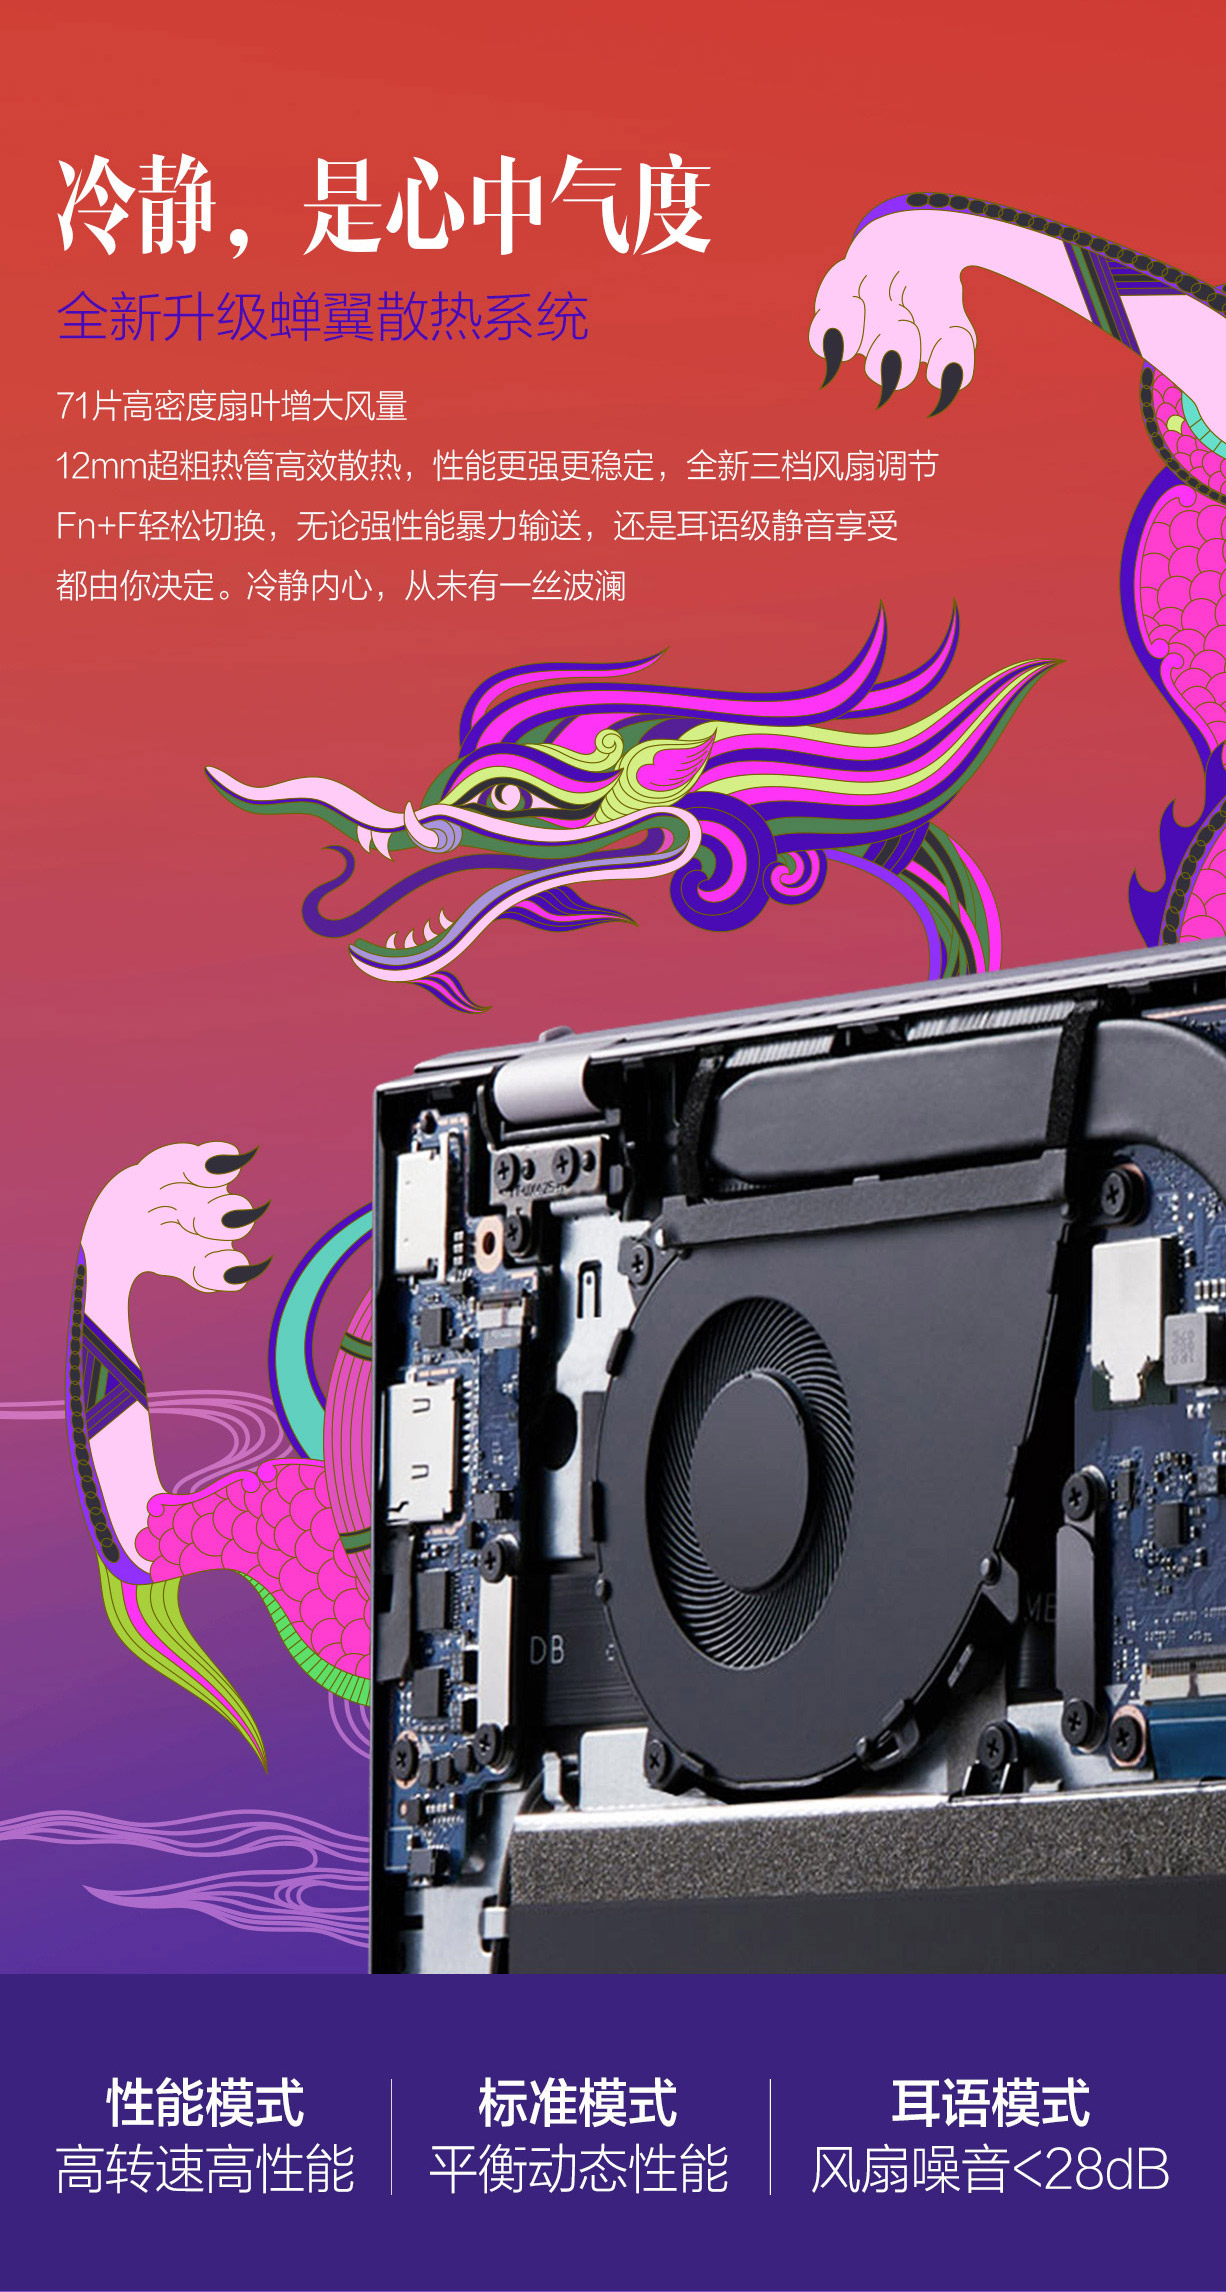 冷静，是心中气度
全新升级蝉翼散热系统
71片高密度扇叶增大风量
12mm超粗热管高效散热，性能更强更稳定，全新三档风扇调节
Fn+F轻松切换，无论强性能暴力输送，还是耳语级静音享受
都由你决定。冷静内心，从未有一丝波澜
DB
性能模式
高转速高性能
标准模式
平衡动态性能
耳语模式
风扇噪音<28dB